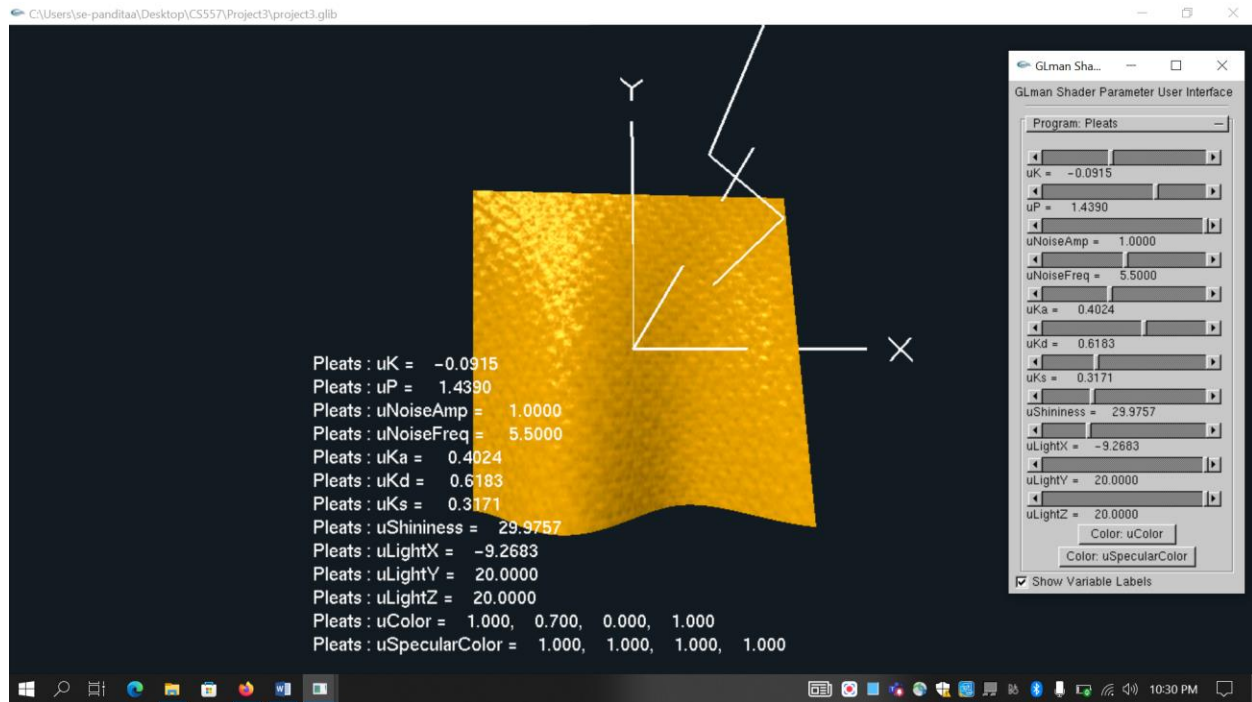 C:\Users\se-panditaa\Desktop\CS557\Project3\project3.glib
Y
X
Pleats : uK = -0.0915
Pleats : uP = 1.4390
Pleats : uNoiseAmp = 1.0000
Pleats : uNoiseFreq = 5.5000
Pleats : uKa = 0.4024
Pleats : uKd = 0.6183
Pleats : uKs = 0.3171
Pleats : uShininess = 29.9757
Pleats : uLightX = -9.2683
Pleats : uLightY = 20.0000
Pleats : uLightZ = 20.0000
Pleats : uColor = 1.000, 0.700, 0.000, 1.000
Pleats : uSpecularColor = 1.000, 1.000, 1.000, 1.000
GLman Sha...
GLman Shader Parameter User Interface
Program: Pleats
uK = -0.0915
uP = 1.4390
uNoiseAmp = 1.0000
uNoiseFreq = 5.5000
uKa = 0.4024
uKd = 0.6183
uKs = 0.3171
uShininess = 29.9757
uLightX = -9.2683
uLightY = 20.0000
uLightZ = 20.0000
Color: uColor
Color: uSpecularColor
Show Variable Labels
10:30 PM